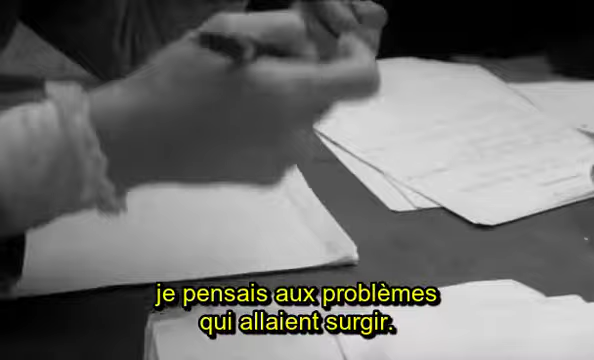 je pensais aux problèmes
qui allaient surgir.